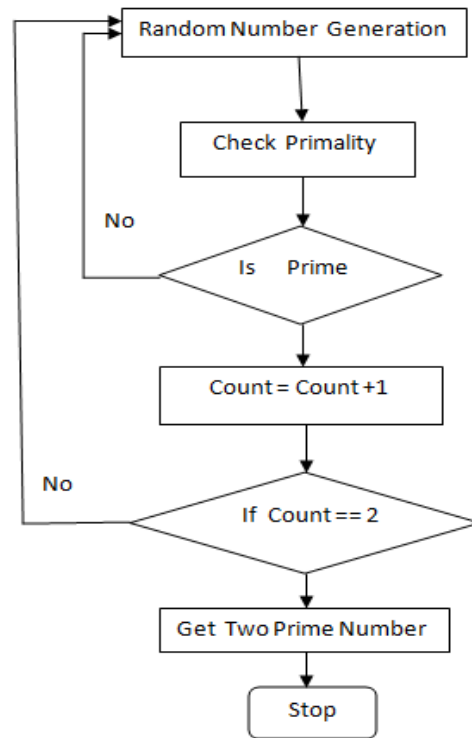 Random Number Generation
Check Primality
No
Is Prime
Count = Count +1
No
If Count == 2
Get Two Prime Number
Stop